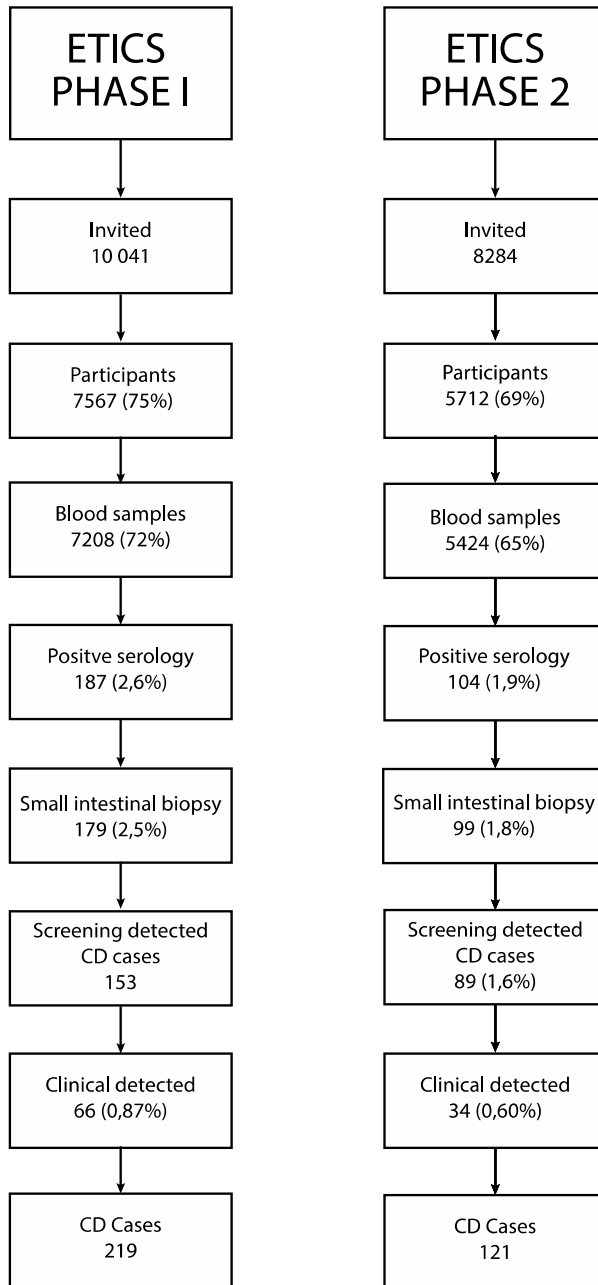 ETICS
PHASE I
Invited
10 041
Participants
7567 (75%)
Blood samples
7208 (72%)
Positve serology
187 (2,6%)
Small intestinal biopsy
179 (2,5%)
Screening detected
CD cases
153
Clinical detected
66 (0,87%)
CD Cases
219
ETICS
PHASE 2
Invited
8284
Participants
5712 (69%)
Blood samples
5424 (65%)
Positive serology
104 (1,9%)
Small intestinal biopsy
99 (1,8%)
Screening detected
CD cases
89 (1,6%)
Clinical detected
34 (0,60%)
CD Cases
121